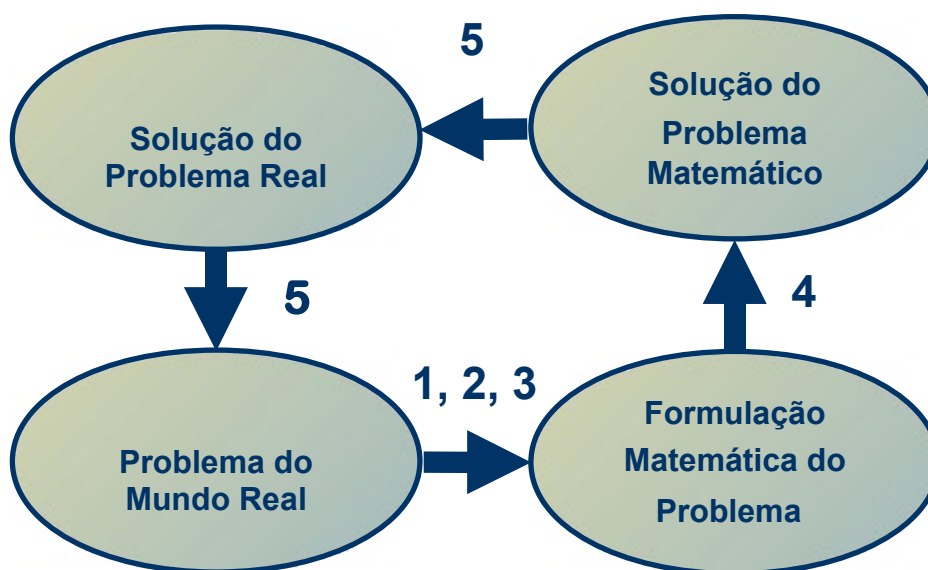 5
Solução do
Problema Real
Solução do
Problema
Matemático
5
4
1, 2, 3
Problema do
Mundo Real
Formulação
Matemática do
Problema